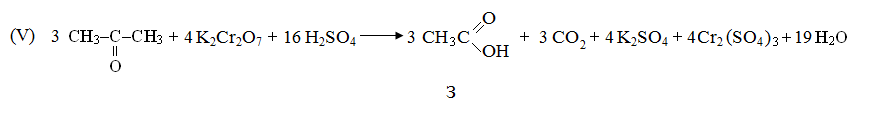 (V) 3 CH₃–C–CH₃ + 4 K₂Cr₂O₇ + 16 H₂SO₄ ⟶ 3 CH₃C + 3 CO₂ + 4 K₂SO₄ + 4Cr₂(SO₄)₃ + 19 H₂O
O
OH
O
3